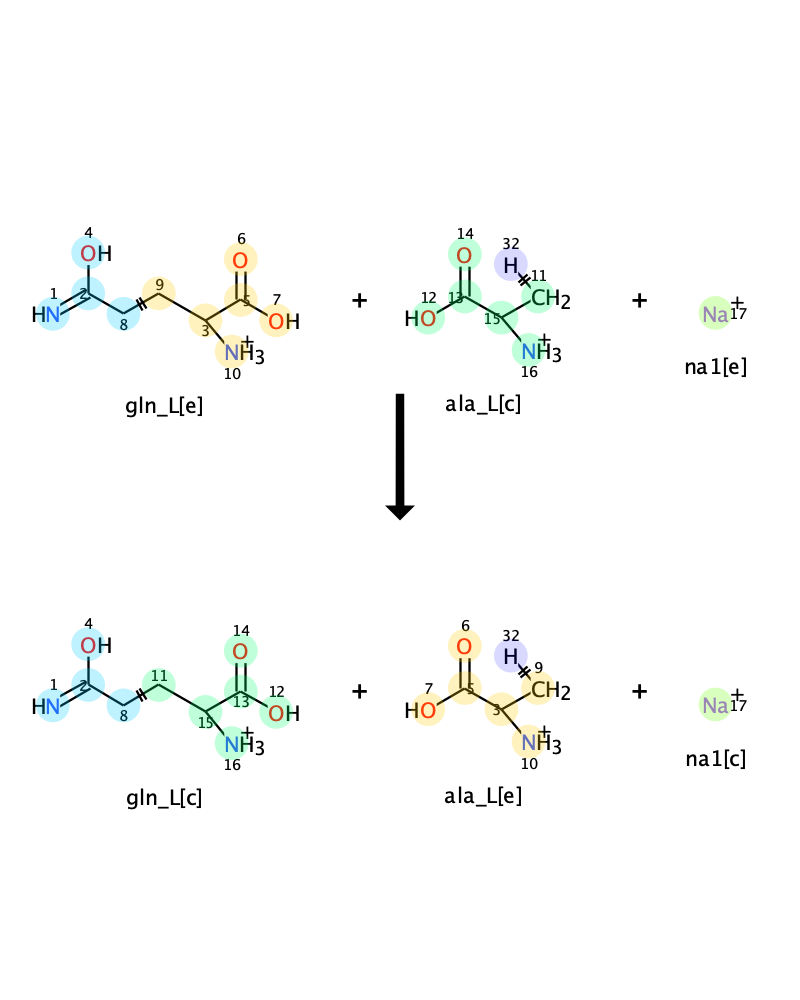 4 6 14 32
OH O O H
1 2 9 5 7 12 13 11
HN 8 3 OH + HO 15 CH2 + Na+ 17
NH3+ NH3+
10 16
gln_L[e] ala_L[c] na1[e]
4 14 6 32
OH O O H
1 2 11 13 12 7 5 9
HN 8 15 OH + HO 3 CH2 + Na+ 17
NH3+ NH3+
16 10
gln_L[c] ala_L[e] na1[c]